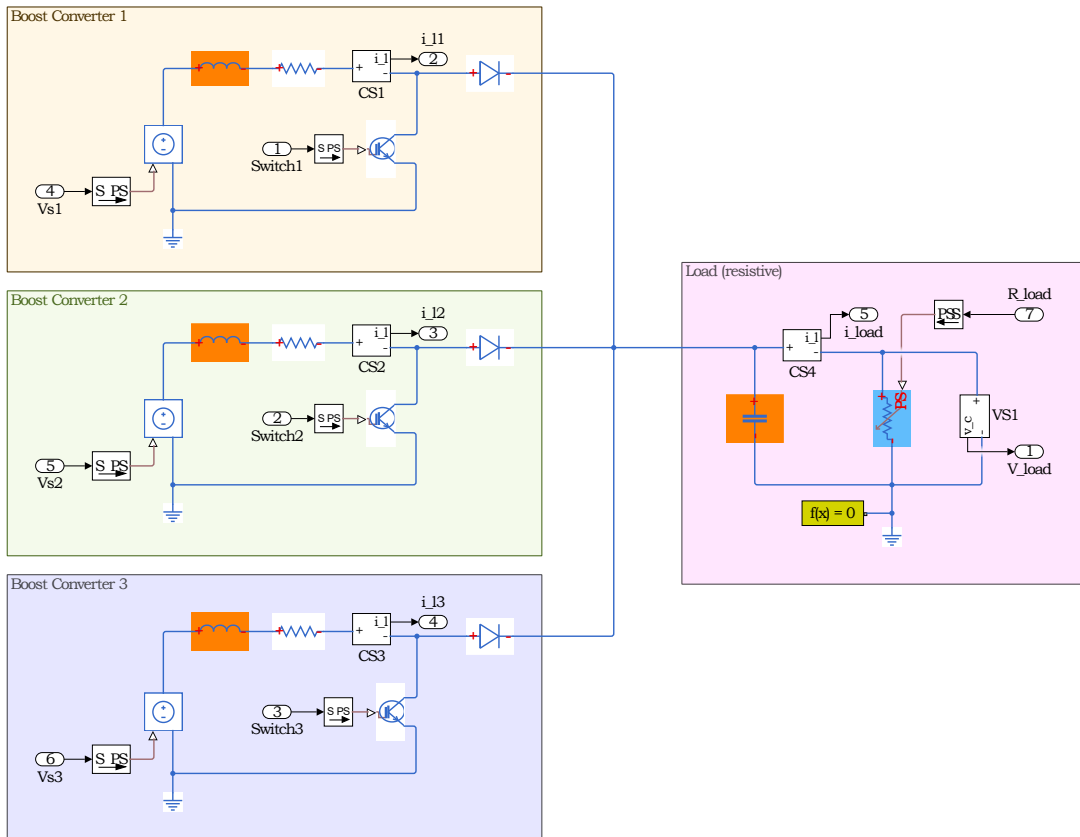 Boost Converter 1
i_l1
2
i_l
+
-
CS1
+
-
+
-
+
-
1
Switch1
S PS
4
Vs1
S PS
Boost Converter 2
i_l2
3
i_l
+
-
CS2
+
-
+
-
+
-
2
Switch2
S PS
5
Vs2
S PS
Boost Converter 3
i_l3
4
i_l
+
-
CS3
+
-
+
-
+
-
3
Switch3
S PS
6
Vs3
S PS
Load (resistive)
5
i_load
R_load
7
PSS
i_l
+
-
CS4
+
+
PS
-
+
-
v_c
VS1
1
V_load
f(x) = 0